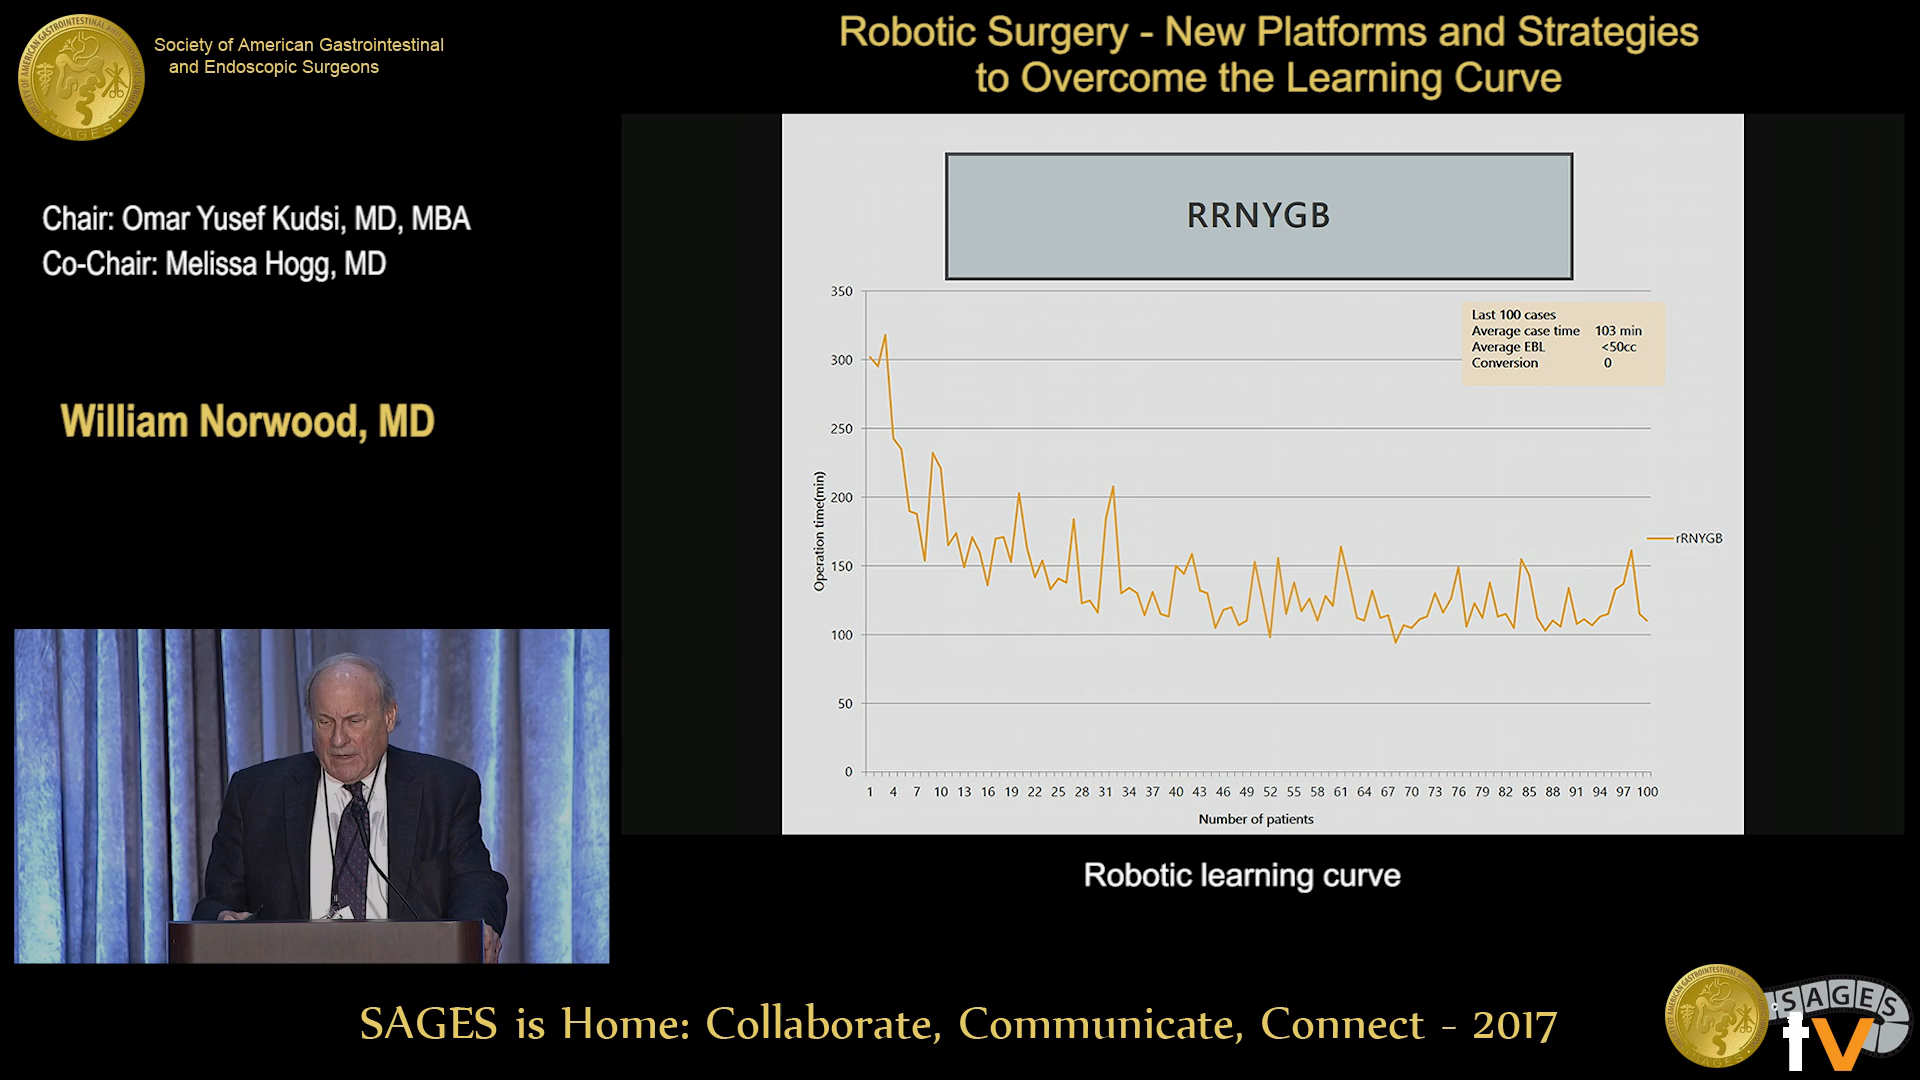 Society of American Gastrointestinal
and Endoscopic Surgeons
Robotic Surgery - New Platforms and Strategies
to Overcome the Learning Curve
Chair: Omar Yusef Kudsi, MD, MBA
Co-Chair: Melissa Hogg, MD
William Norwood, MD
RRNYGB
Last 100 cases
Average case time 103 min
Average EBL <50cc
Conversion 0
350
300
250
200
150
100
50
0
Operation time(min)
rRNYGB
1 4 7 10 13 16 19 22 25 28 31 34 37 40 43 46 49 52 55 58 61 64 67 70 73 76 79 82 85 88 91 94 97 100
Number of patients
Robotic learning curve
SAGES is Home: Collaborate, Communicate, Connect - 2017
SAGES
tv